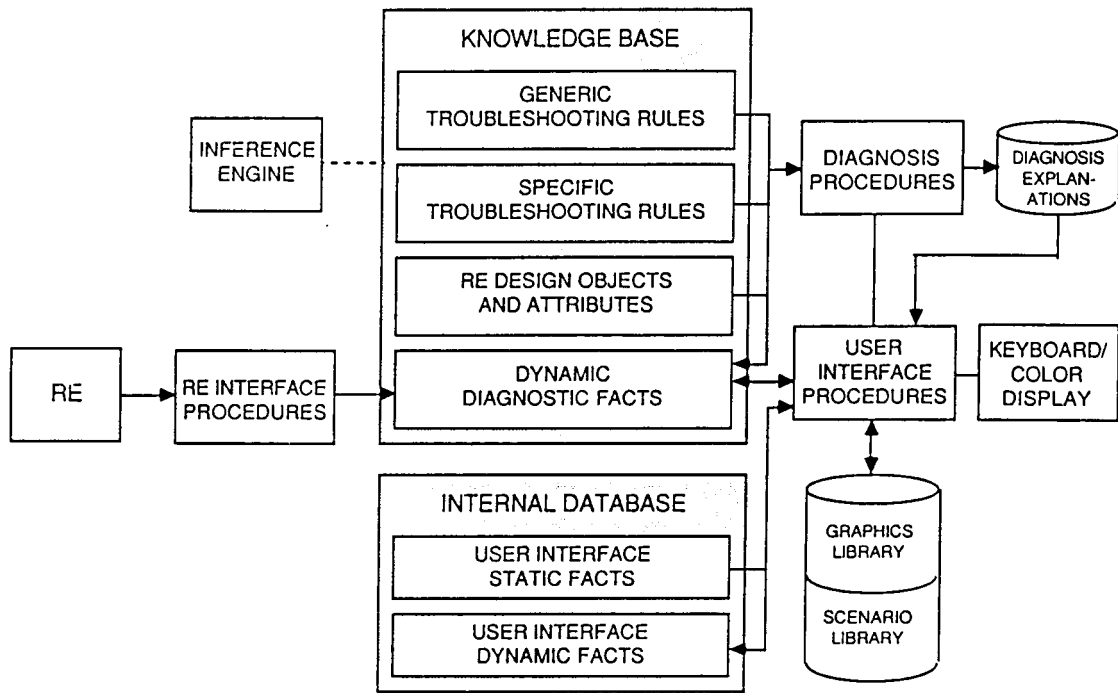 KNOWLEDGE BASE
GENERIC
TROUBLESHOOTING RULES
INFERENCE
ENGINE
SPECIFIC
TROUBLESHOOTING RULES
DIAGNOSIS
PROCEDURES
DIAGNOSIS
EXPLAN-
ATIONS
RE DESIGN OBJECTS
AND ATTRIBUTES
RE
RE INTERFACE
PROCEDURES
DYNAMIC
DIAGNOSTIC FACTS
USER
INTERFACE
PROCEDURES
KEYBOARD/
COLOR
DISPLAY
INTERNAL DATABASE
USER INTERFACE
STATIC FACTS
USER INTERFACE
DYNAMIC FACTS
GRAPHICS
LIBRARY
SCENARIO
LIBRARY